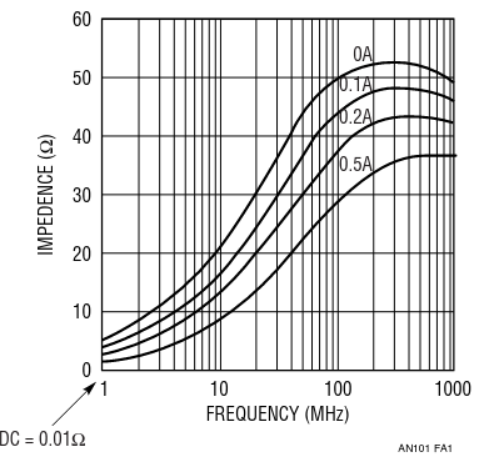 60
50
40
30
20
10
0
IMPEDENCE (Ω)
0A
0.1A
0.2A
0.5A
1 10 100 1000
FREQUENCY (MHz)
DC = 0.01Ω
AN101 FA1